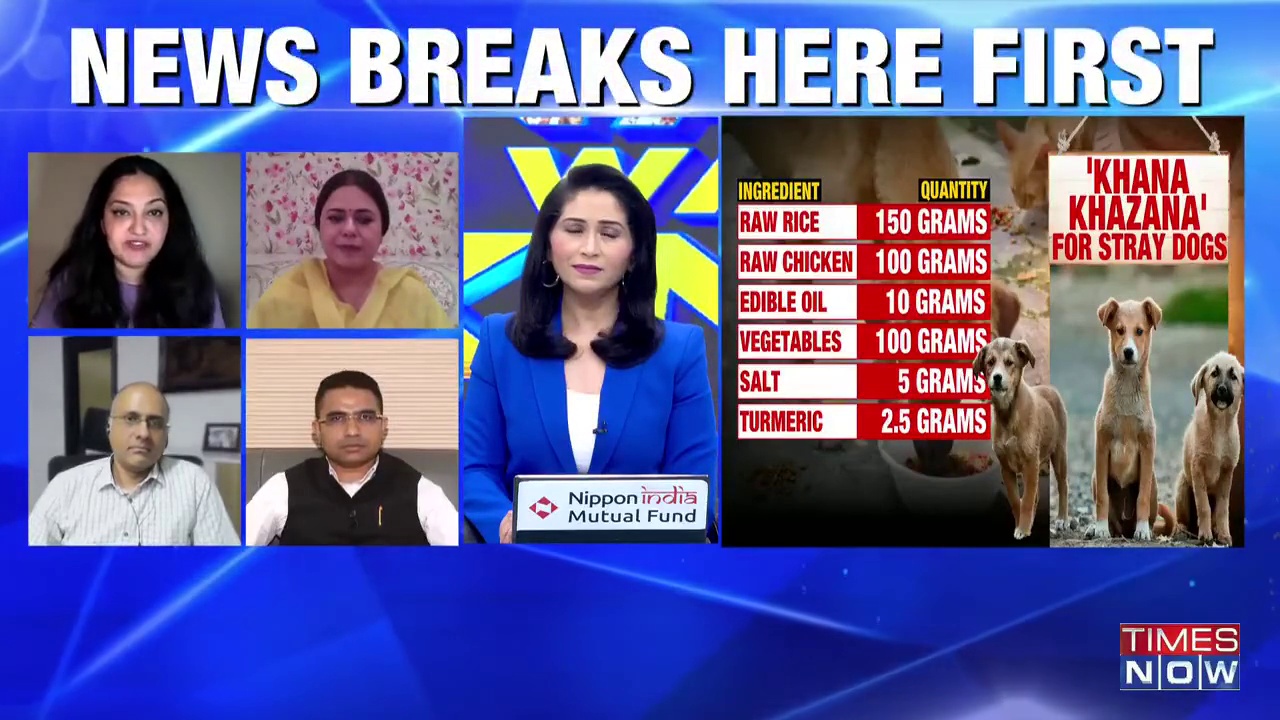 NEWS BREAKS HERE FIRST
INGREDIENT QUANTITY
RAW RICE 150 GRAMS
RAW CHICKEN 100 GRAMS
EDIBLE OIL 10 GRAMS
VEGETABLES 100 GRAMS
SALT 5 GRAMS
TURMERIC 2.5 GRAMS
'KHANA
KHAZANA'
FOR STRAY DOGS
Nippon india
Mutual Fund
TIMES
NOW